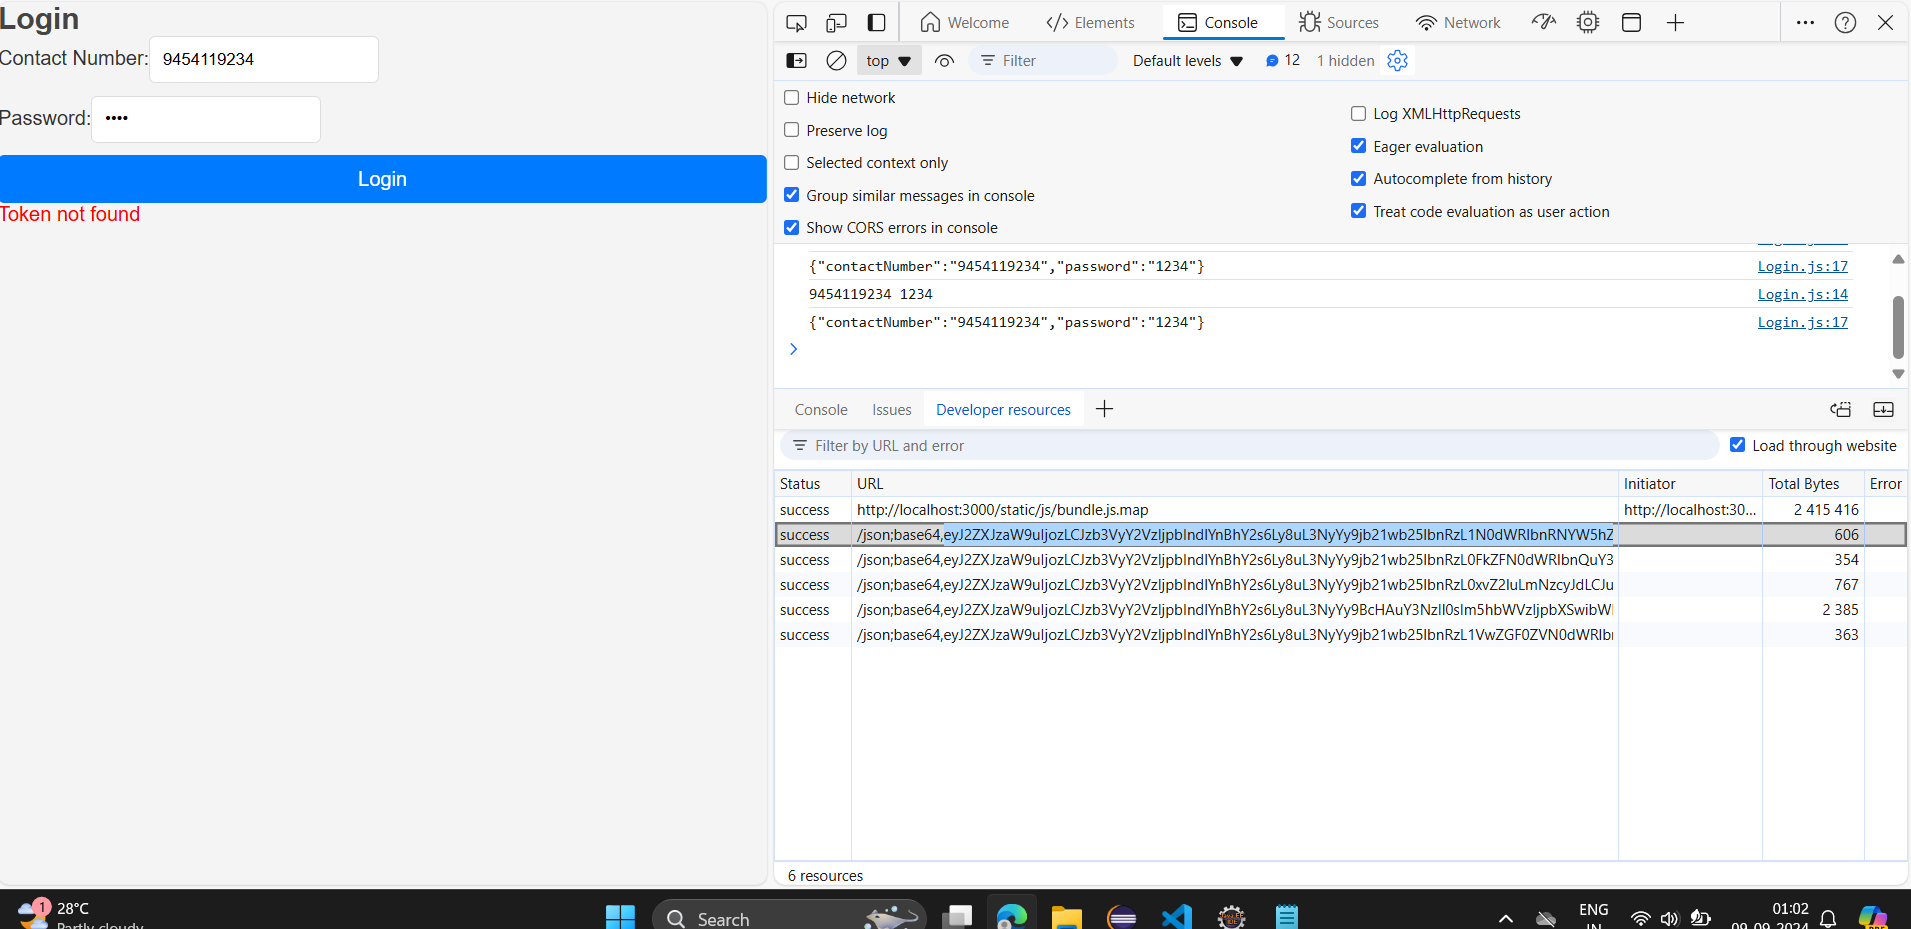 Login
Contact Number: 9454119234
Password: ••••
Login
Token not found
Welcome
Elements
Console
Sources
Network
top
Filter
Default levels
12
1 hidden
Hide network
Preserve log
Selected context only
Group similar messages in console
Show CORS errors in console
Log XMLHttpRequests
Eager evaluation
Autocomplete from history
Treat code evaluation as user action
{"contactNumber":"9454119234","password":"1234"} Login.js:17
9454119234 1234 Login.js:14
{"contactNumber":"9454119234","password":"1234"} Login.js:17
Console Issues Developer resources
Filter by URL and error
Load through website
Status URL Initiator Total Bytes Error
success http://localhost:3000/static/js/bundle.js.map http://localhost:30... 2 415 416
success /json;base64, 606
success /json;base64, 354
success /json;base64, 767
success /json;base64, 2 385
success /json;base64, 363
6 resources
1
28°C
Partly cloudy
Search
ENG
IN
01:02
09-09-2024